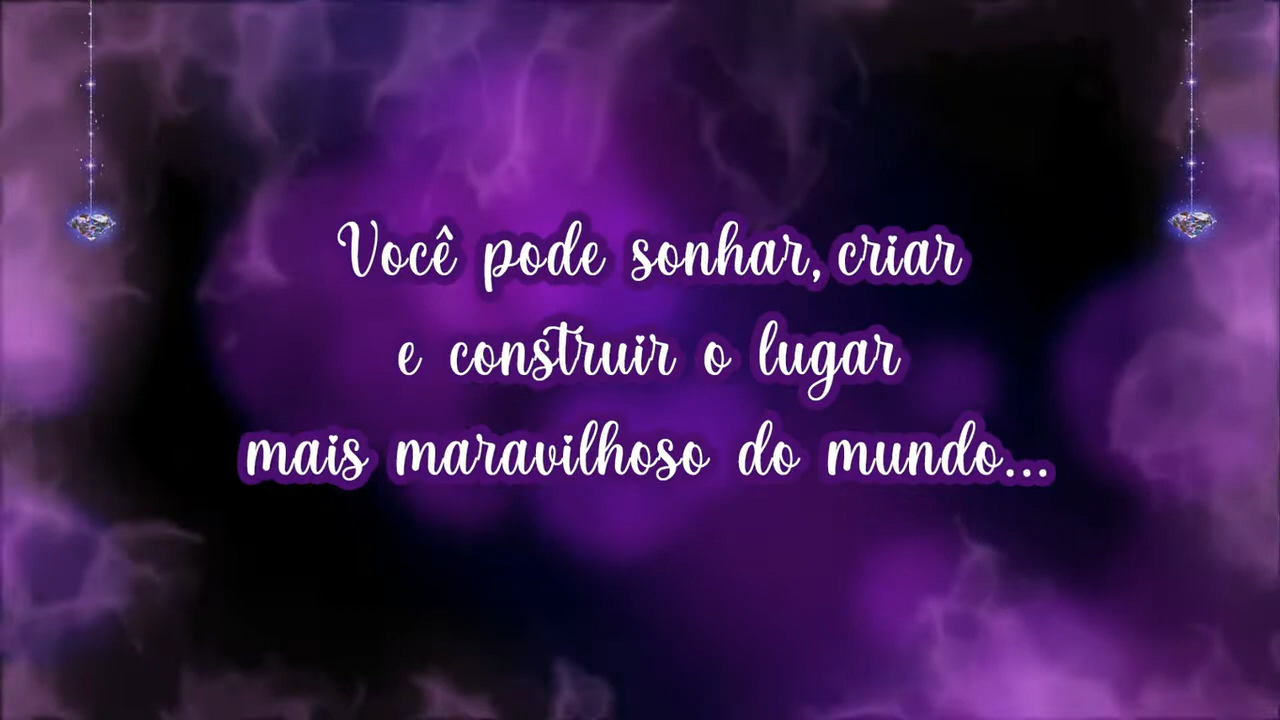 Você pode sonhar, criar
e construir o lugar
mais maravilhoso do mundo...